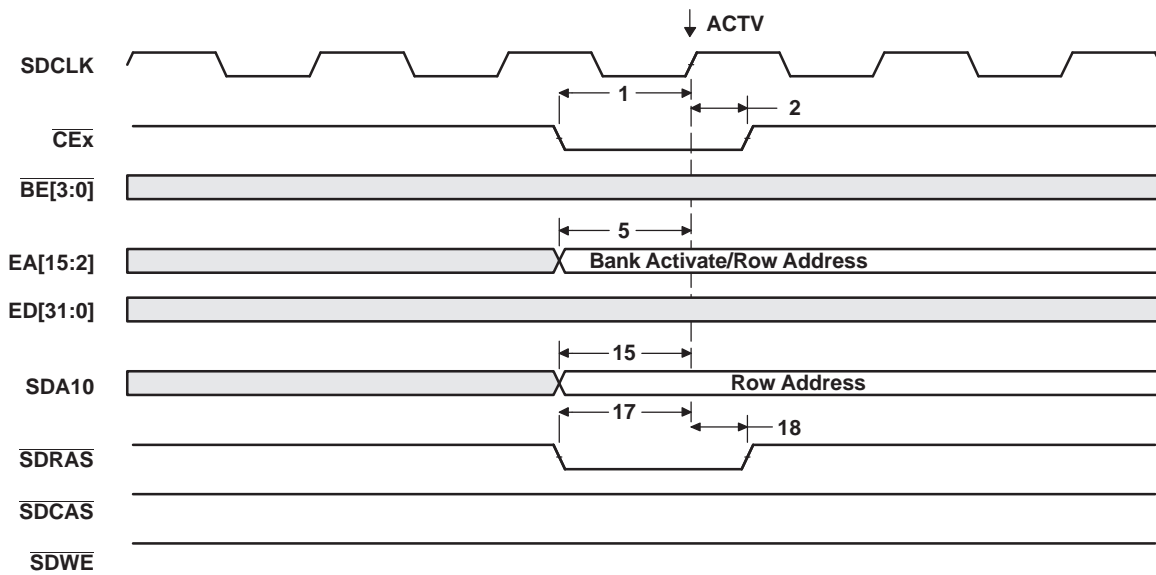 ACTV
SDCLK
1
2
CEx
BE[3:0]
5
EA[15:2]
Bank Activate/Row Address
ED[31:0]
15
SDA10
Row Address
17
18
SDRAS
SDCAS
SDWE